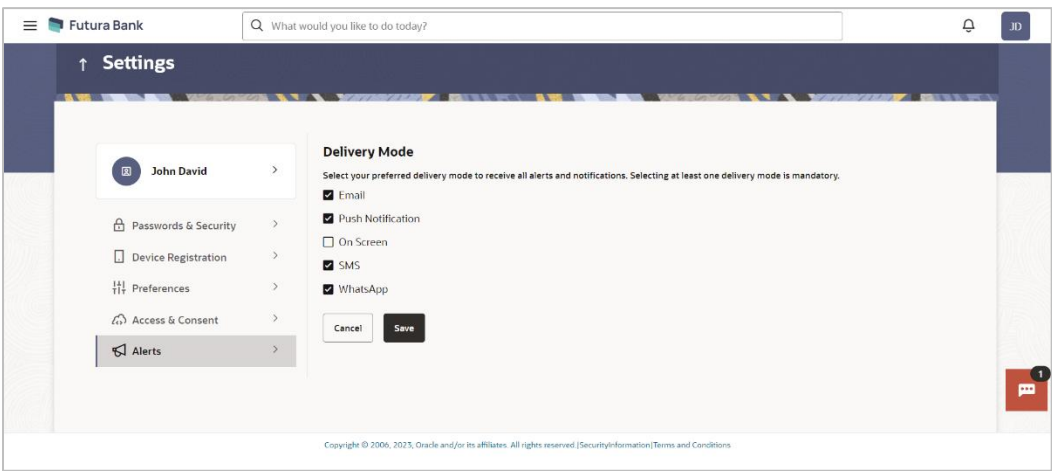 Futura Bank
What would you like to do today?
JD
↑ Settings
John David
Passwords & Security
Device Registration
Preferences
Access & Consent
Alerts
Delivery Mode
Select your preferred delivery mode to receive all alerts and notifications. Selecting at least one delivery mode is mandatory.
Email
Push Notification
On Screen
SMS
WhatsApp
Cancel Save
1
Copyright © 2006, 2023, Oracle and/or its affiliates. All rights reserved.|SecurityInformation|Terms and Conditions